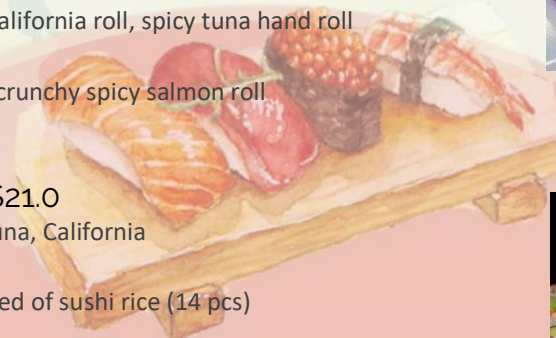 alifornia roll, spicy tuna hand roll
crunchy spicy salmon roll
$21.0
una, California
ed of sushi rice (14 pcs)